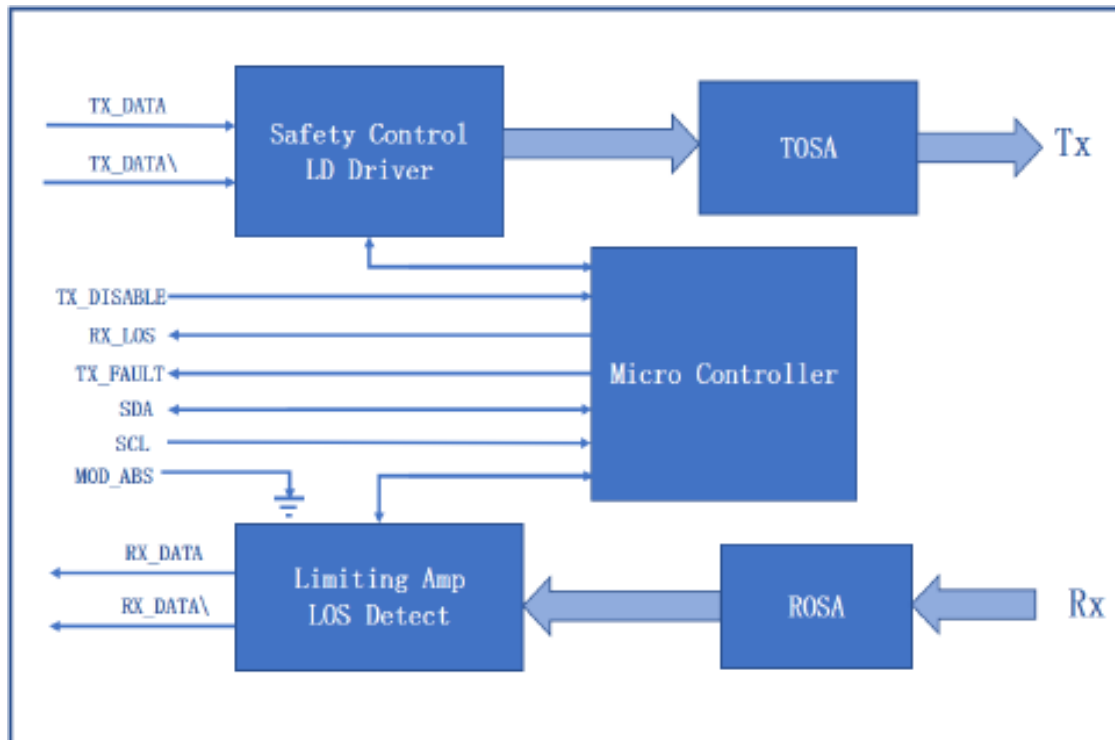 TX_DATA
TX_DATA\
Safety Control
LD Driver
TOSA
Tx
TX_DISABLE
RX_LOS
TX_FAULT
SDA
SCL
MOD_ABS
Micro Controller
RX_DATA
RX_DATA\
Limiting Amp
LOS Detect
ROSA
Rx